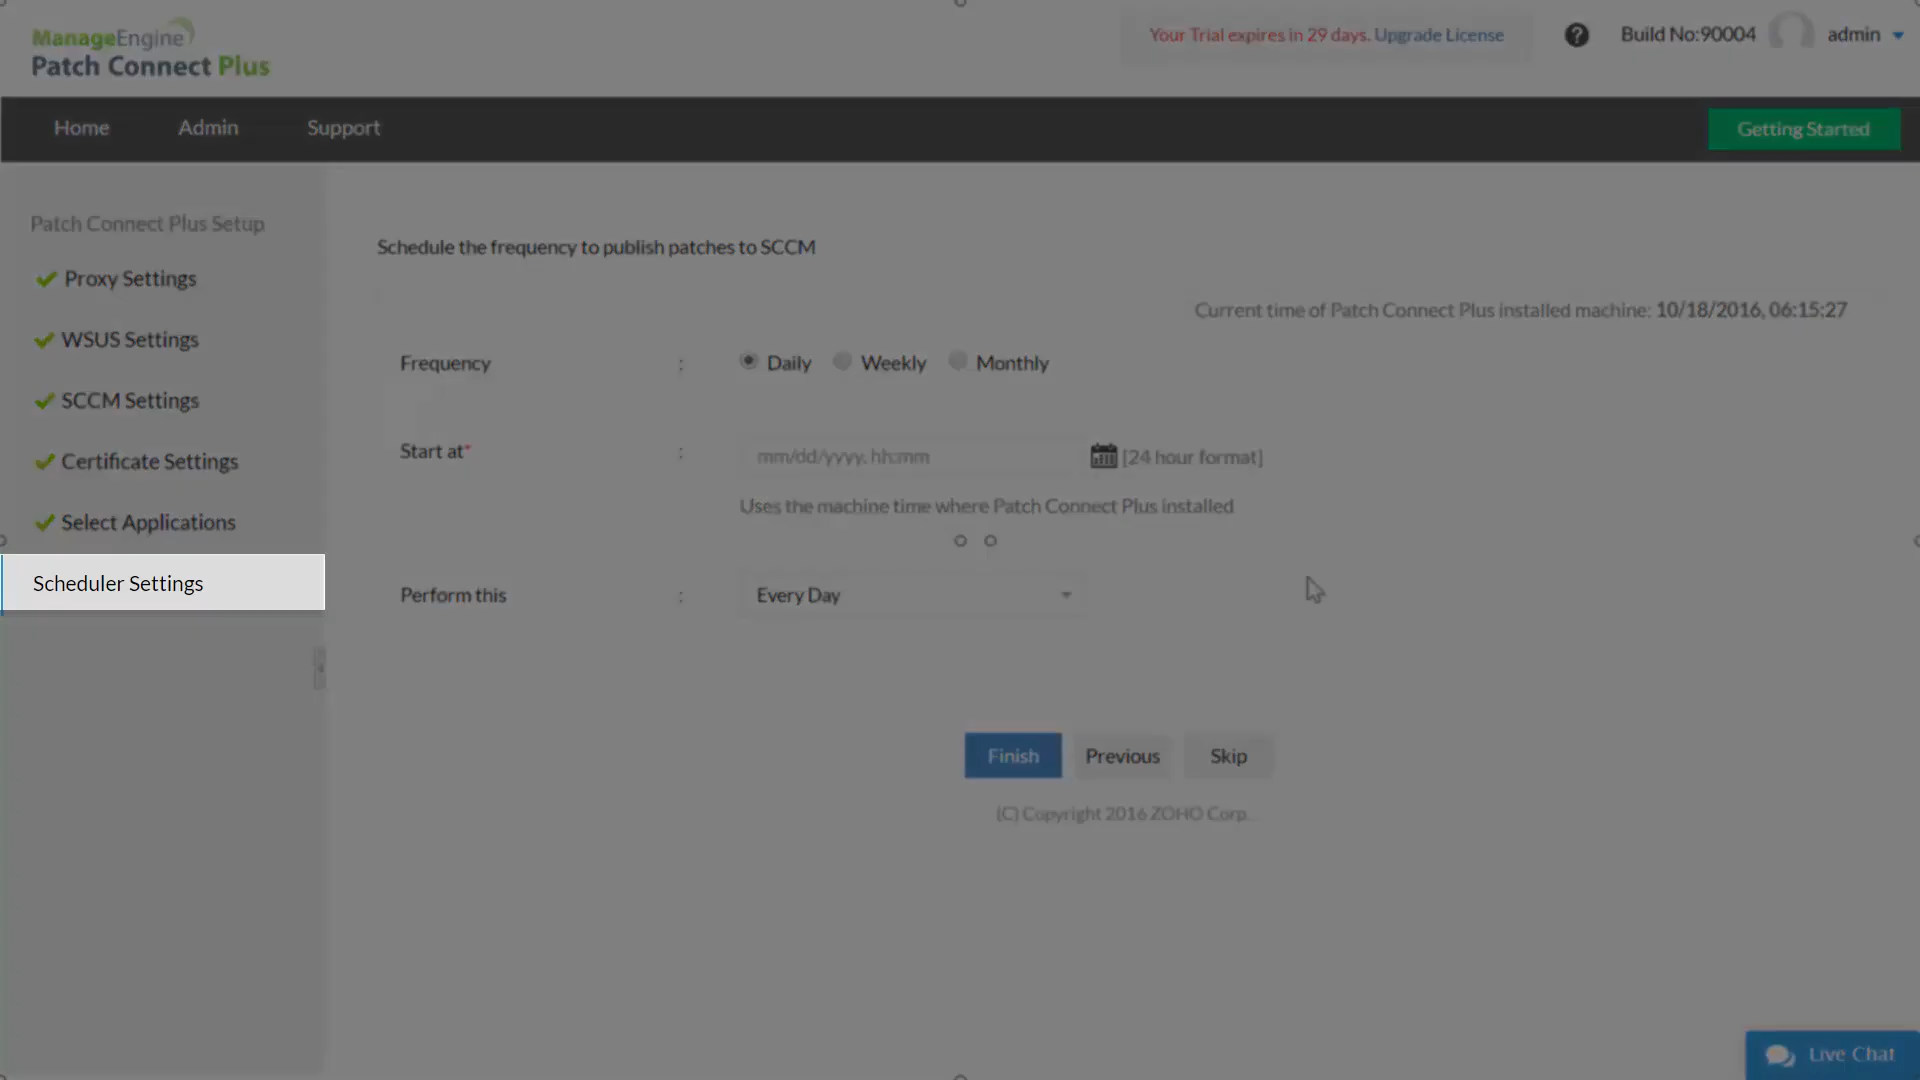 ManageEngine
Patch Connect Plus
Your Trial expires in 29 days. Upgrade License
Build No:90004
admin
Home
Admin
Support
Getting Started
Patch Connect Plus Setup
Proxy Settings
WSUS Settings
SCCM Settings
Certificate Settings
Select Applications
Scheduler Settings
Schedule the frequency to publish patches to SCCM
Current time of Patch Connect Plus installed machine: 10/18/2016, 06:15:27
Frequency : Daily Weekly Monthly
Start at* : mm/dd/yyyy, hh:mm [24 hour format]
Uses the machine time where Patch Connect Plus installed
Perform this : Every Day
Finish Previous Skip
(C) Copyright 2016 ZOHO Corp.
Live Chat